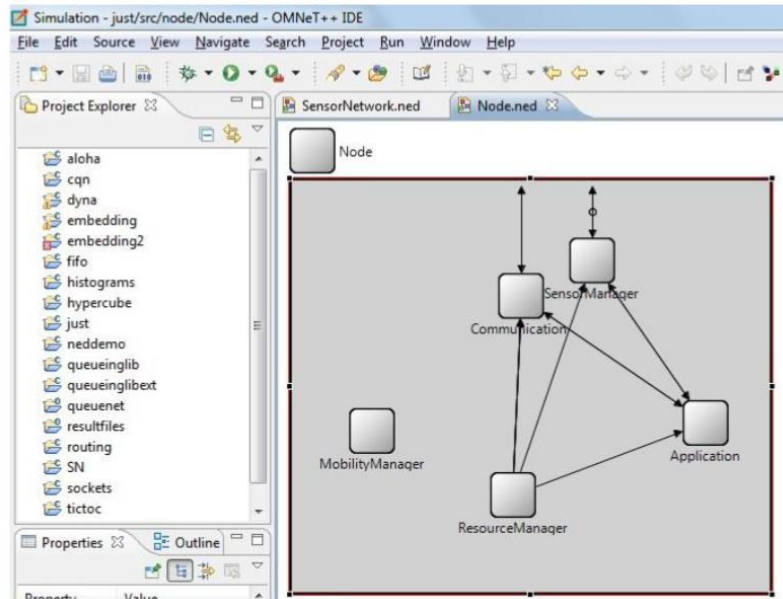 Simulation - just/src/node/Node.ned - OMNeT++ IDE
File Edit Source View Navigate Search Project Run Window Help
Project Explorer
SensorNetwork.ned
Node.ned
aloha
cqn
dyna
embedding
embedding2
fifo
histograms
hypercube
just
neddemo
queueinglib
queueinglibext
queuenet
resultfiles
routing
SN
sockets
tictoc
Node
SensorManager
Communication
MobilityManager
Application
ResourceManager
Properties
Outline
Property Value